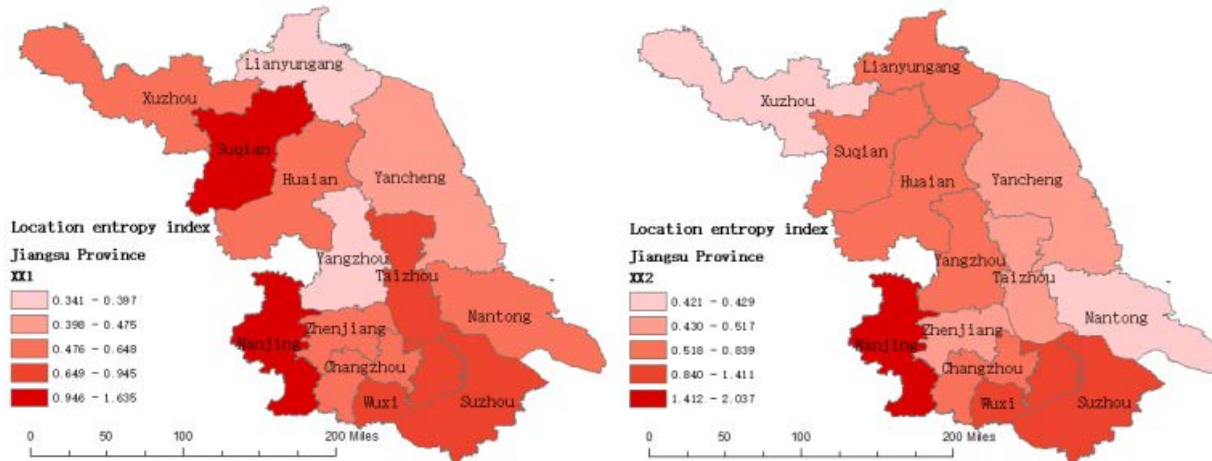 Lianyungang
Xuzhou
Suqian
Huaian
Yancheng
Location entropy index
Jiangsu Province
XX1
0.341 - 0.397
0.398 - 0.475
0.476 - 0.648
0.649 - 0.945
0.946 - 1.635
Yangzhou
Taizhou
Nantong
Zhenjiang
Nanjing
Changzhou
Wuxi
Suzhou
0 50 100 200 Miles
Lianyungang
Xuzhou
Suqian
Huaian
Yancheng
Location entropy index
Jiangsu Province
XX2
0.421 - 0.429
0.430 - 0.517
0.518 - 0.839
0.840 - 1.411
1.412 - 2.037
Yangzhou
Taizhou
Nantong
Zhenjiang
Nanjing
Changzhou
Wuxi
Suzhou
0 50 100 200 Miles